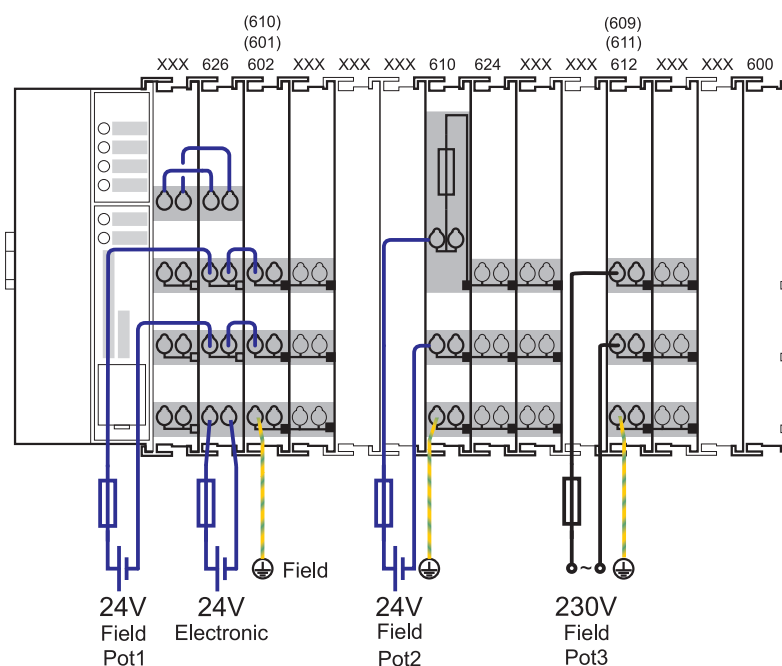 (610) (609)
(601) (611)
XXX 626 602 XXX XXX XXX 610 624 XXX XXX 612 XXX XXX 600
~
Field
24V 24V 24V 230V
Field Electronic Field Field
Pot1 Pot2 Pot3